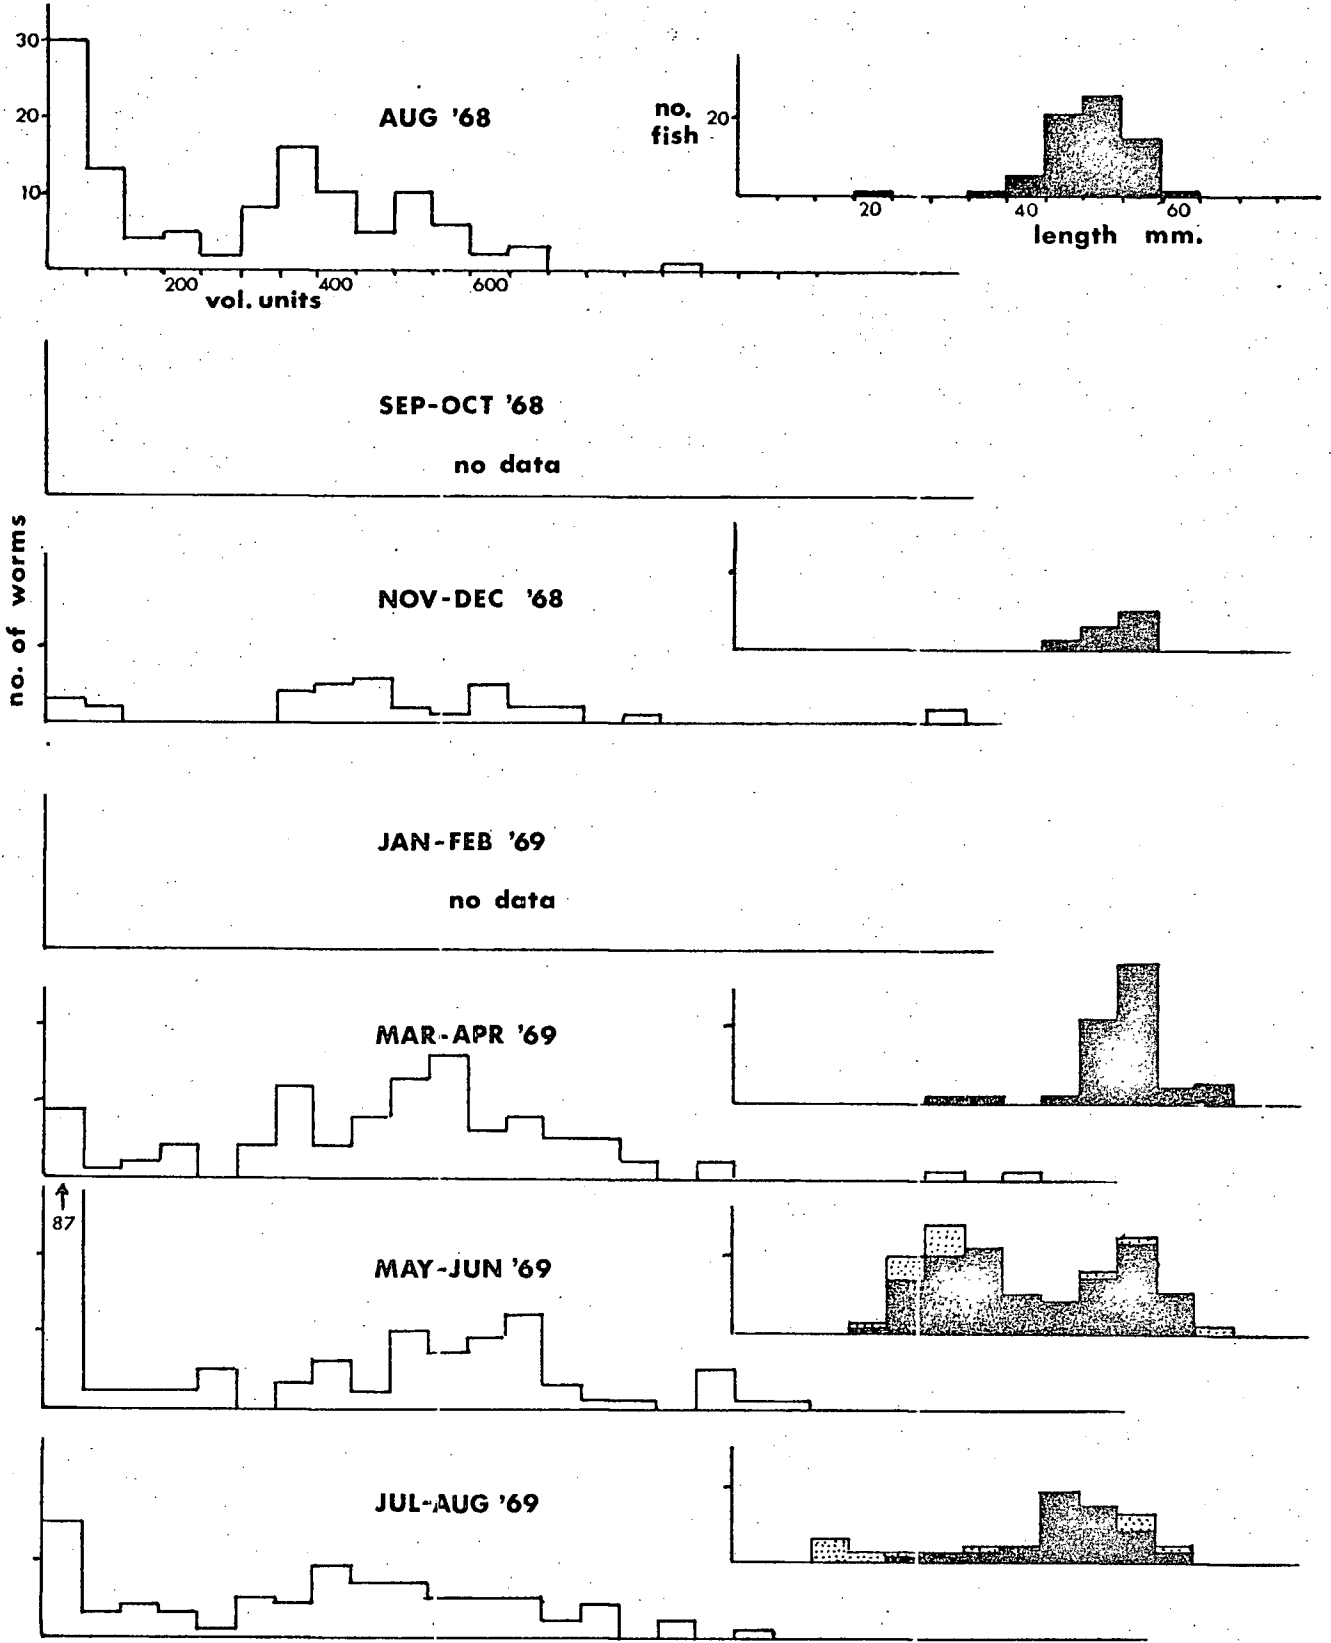 30
20
10
AUG '68
200 400 600
vol. units
no.
fish
20
20 40 60
length mm.
SEP-OCT '68
no data
no. of worms
NOV-DEC '68
JAN-FEB '69
no data
MAR-APR '69
87
MAY-JUN '69
JUL-AUG '69